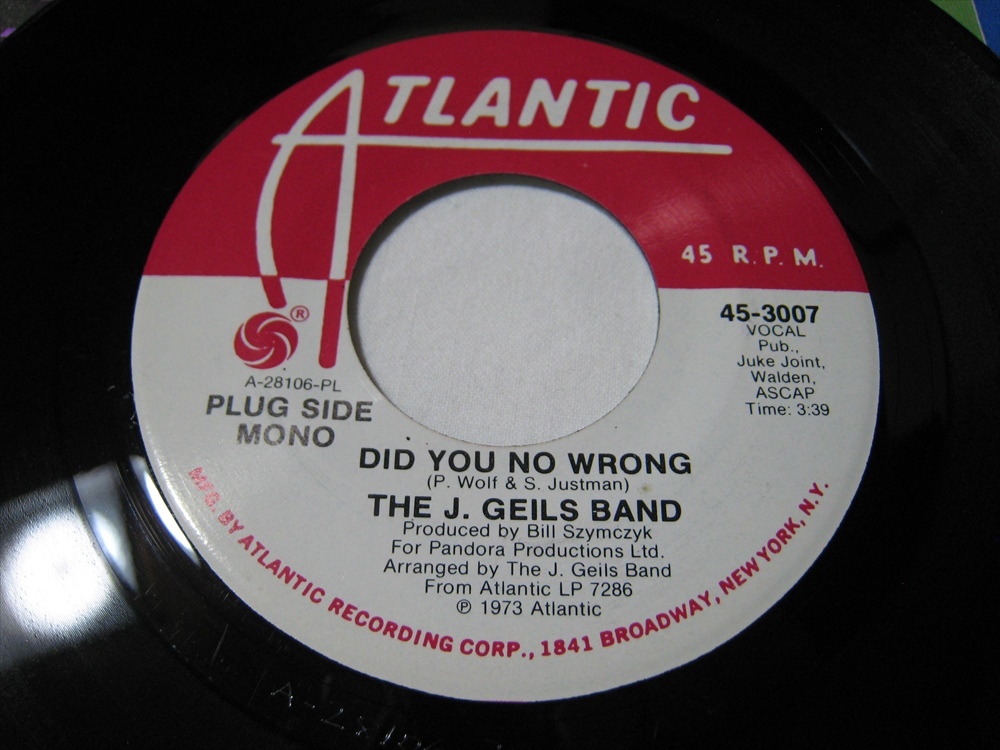 ATLANTIC
45 R.P.M.
®
A-28106-PL
PLUG SIDE
MONO
45-3007
VOCAL
Pub.,
Juke Joint,
Walden,
ASCAP
Time: 3:39
DID YOU NO WRONG
(P. Wolf & S. Justman)
THE J. GEILS BAND
Produced by Bill Szymczyk
For Pandora Productions Ltd.
Arranged by The J. Geils Band
From Atlantic LP 7286
℗ 1973 Atlantic
MFG. BY ATLANTIC RECORDING CORP., 1841 BROADWAY, NEW YORK, N.Y.